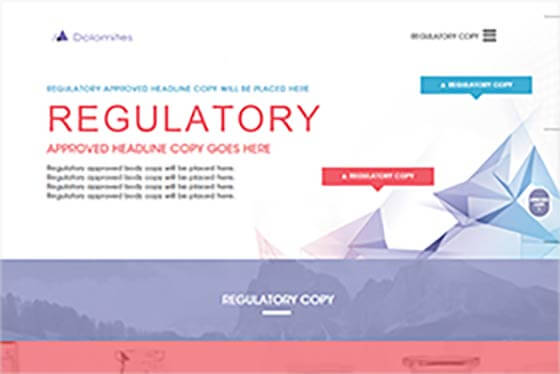 Dolomites
REGULATORY COPY
REGULATORY APPROVED HEADLINE COPY WILL BE PLACED HERE
REGULATORY COPY
REGULATORY
APPROVED HEADLINE COPY GOES HERE
Regulatory approved body copy will be placed here.
Regulatory approved body copy will be placed here.
Regulatory approved body copy will be placed here.
Regulatory approved body copy will be placed here.
REGULATORY COPY
REGULATORY COPY